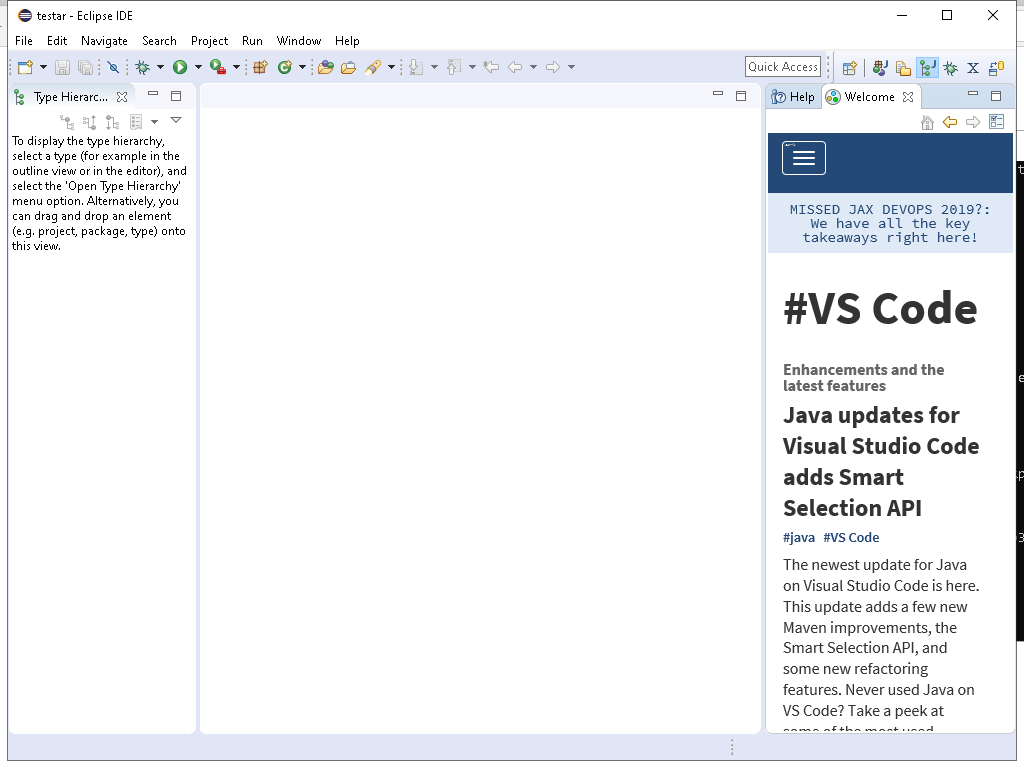 testar - Eclipse IDE
File Edit Navigate Search Project Run Window Help
Quick Access
Type Hierarc...
To display the type hierarchy,
select a type (for example in the
outline view or in the editor), and
select the 'Open Type Hierarchy'
menu option. Alternatively, you
can drag and drop an element
(e.g. project, package, type) onto
this view.
Help Welcome
MISSED JAX DEVOPS 2019?:
We have all the key
takeaways right here!
#VS Code
Enhancements and the
latest features
Java updates for
Visual Studio Code
adds Smart
Selection API
#java #VS Code
The newest update for Java
on Visual Studio Code is here.
This update adds a few new
Maven improvements, the
Smart Selection API, and
some new refactoring
features. Never used Java on
VS Code? Take a peek at
some of the most used